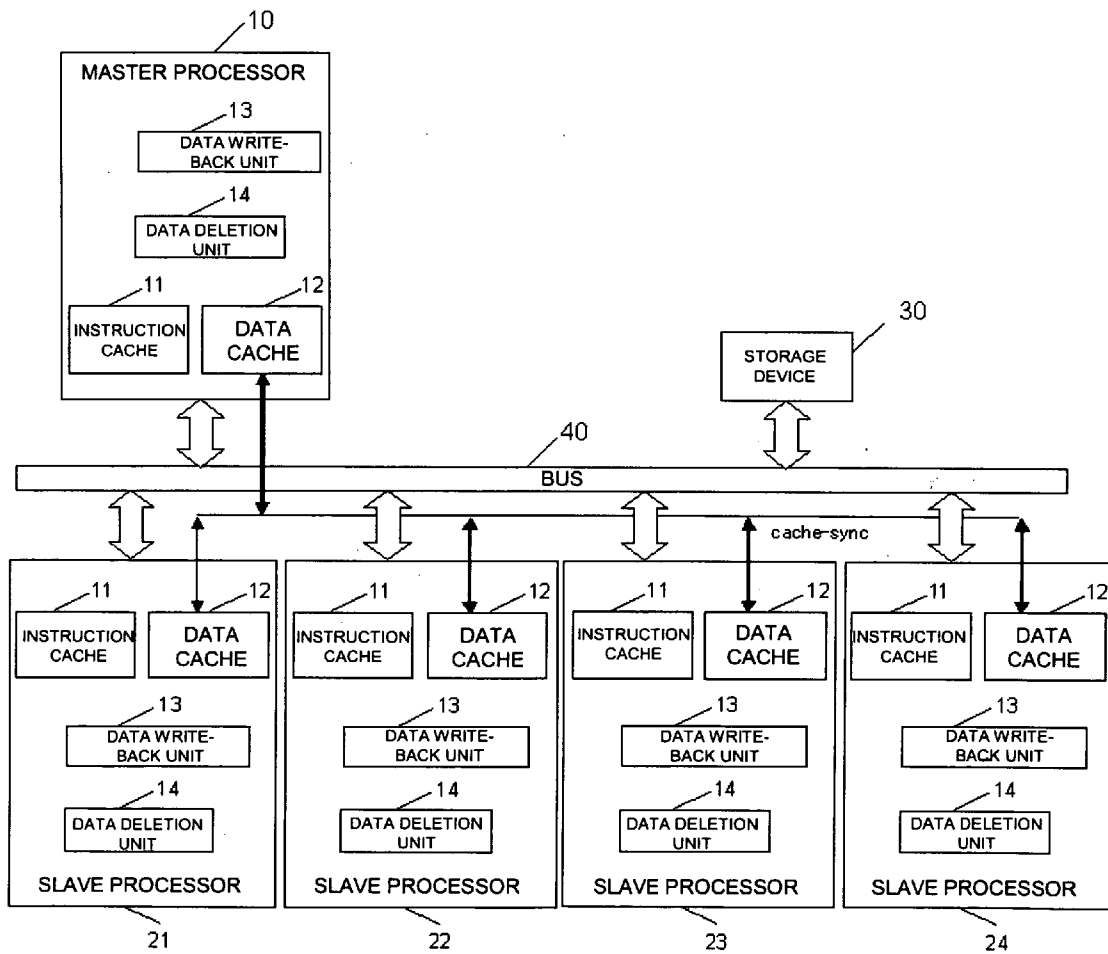 10
MASTER PROCESSOR
13
DATA WRITE-
BACK UNIT
14
DATA DELETION
UNIT
11
12
INSTRUCTION
CACHE
DATA
CACHE
30
STORAGE
DEVICE
40
BUS
cache-sync
11
12
INSTRUCTION
CACHE
DATA
CACHE
13
DATA WRITE-
BACK UNIT
14
DATA DELETION
UNIT
SLAVE PROCESSOR
21
11
12
INSTRUCTION
CACHE
DATA
CACHE
13
DATA WRITE-
BACK UNIT
14
DATA DELETION
UNIT
SLAVE PROCESSOR
22
11
12
INSTRUCTION
CACHE
DATA
CACHE
13
DATA WRITE-
BACK UNIT
14
DATA DELETION
UNIT
SLAVE PROCESSOR
23
11
12
INSTRUCTION
CACHE
DATA
CACHE
13
DATA WRITE-
BACK UNIT
14
DATA DELETION
UNIT
SLAVE PROCESSOR
24